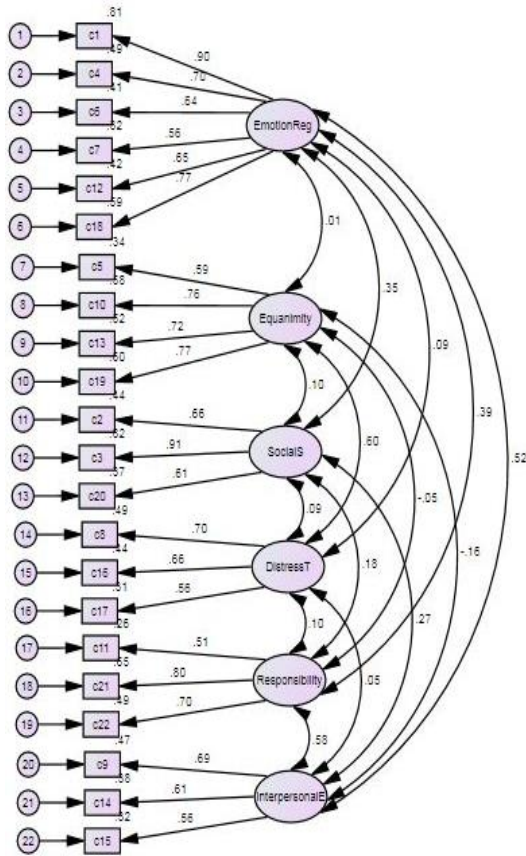 .81
1 c1
.49 .90
2 c4 .70
.41
3 c6 .64 EmotionReg
.32
4 c7 .56
.42 .65
5 c12 .77
.59
6 c18
.34 .01
7 c5 .59
.58 .35
8 c10 .76 Equanimity
.52
9 c13 .72 .09
.60
10 c19 .77
.44 .10 .39
11 c2 .66
.82 .60
12 c3 .91 SocialS .52
.37
13 c20 .61 -.05
.49 .09
14 c8 .70 -.16
.44
15 c16 .66 DistressT .18
.31
16 c17 .56
.26 .10 .27
17 c11 .51
.65
18 c21 .80 Responsibility .05
.49
19 c22 .70
.47 .58
20 c9 .69
.38
21 c14 .61 InterpersonalE
.32
22 c15 .56